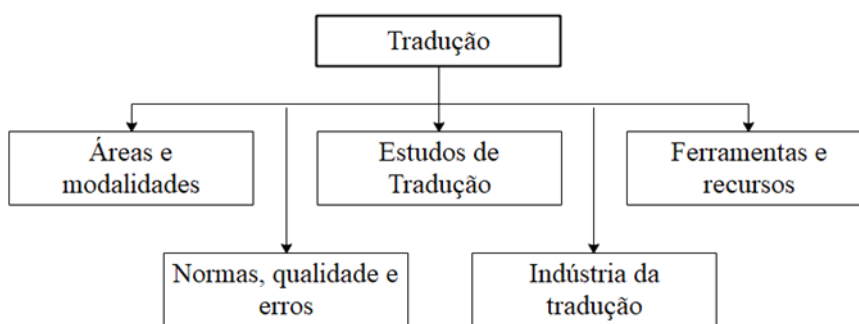 Tradução
Áreas e
modalidades
Estudos de
Tradução
Ferramentas e
recursos
Normas, qualidade e
erros
Indústria da
tradução